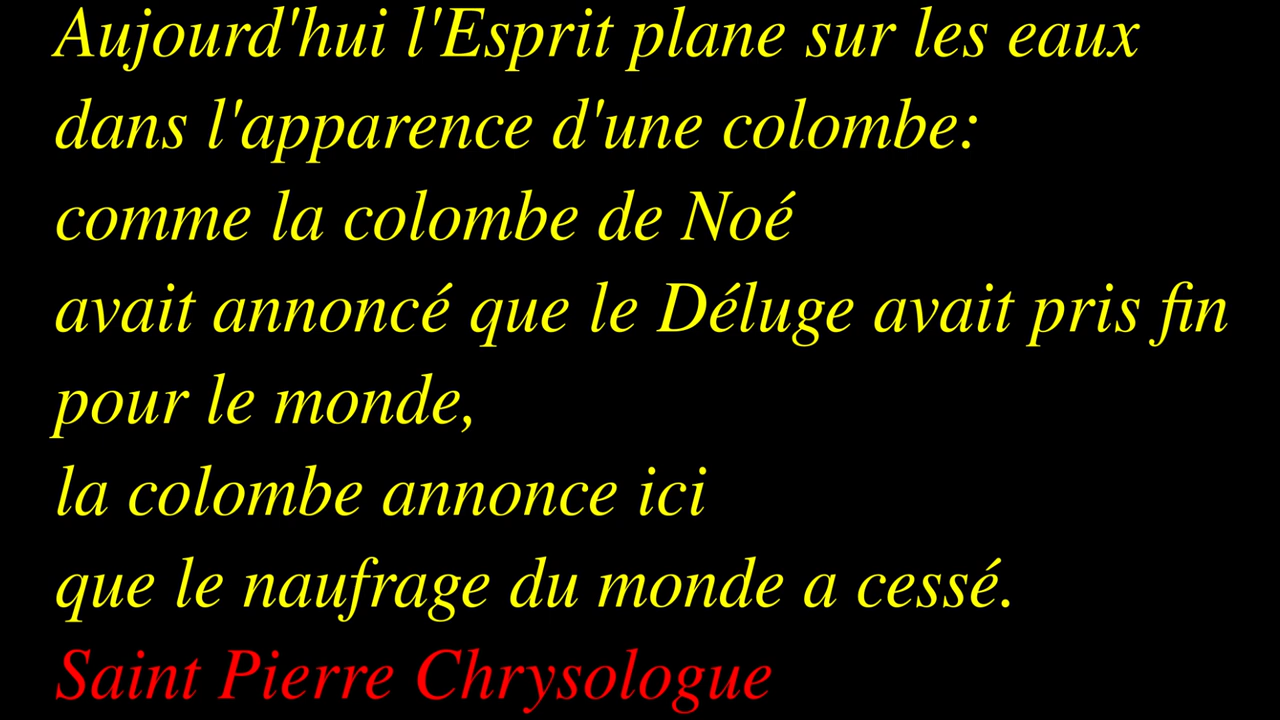 Aujourd'hui l'Esprit plane sur les eaux
dans l'apparence d'une colombe:
comme la colombe de Noé
avait annoncé que le Déluge avait pris fin
pour le monde,
la colombe annonce ici
que le naufrage du monde a cessé.
Saint Pierre Chrysologue